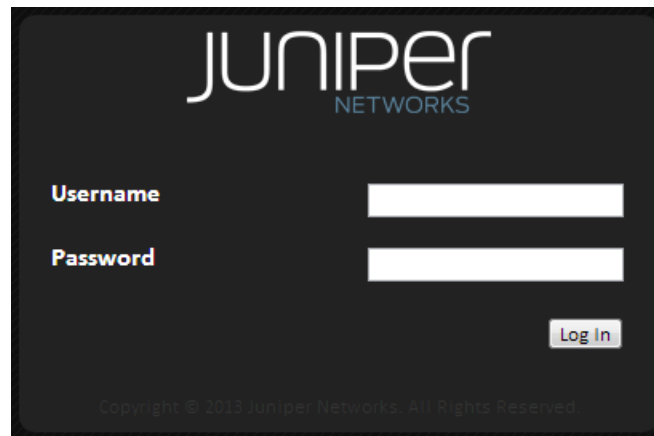 JUNIPER
NETWORKS
Username
Password
Log In
Copyright © 2013 Juniper Networks. All Rights Reserved.